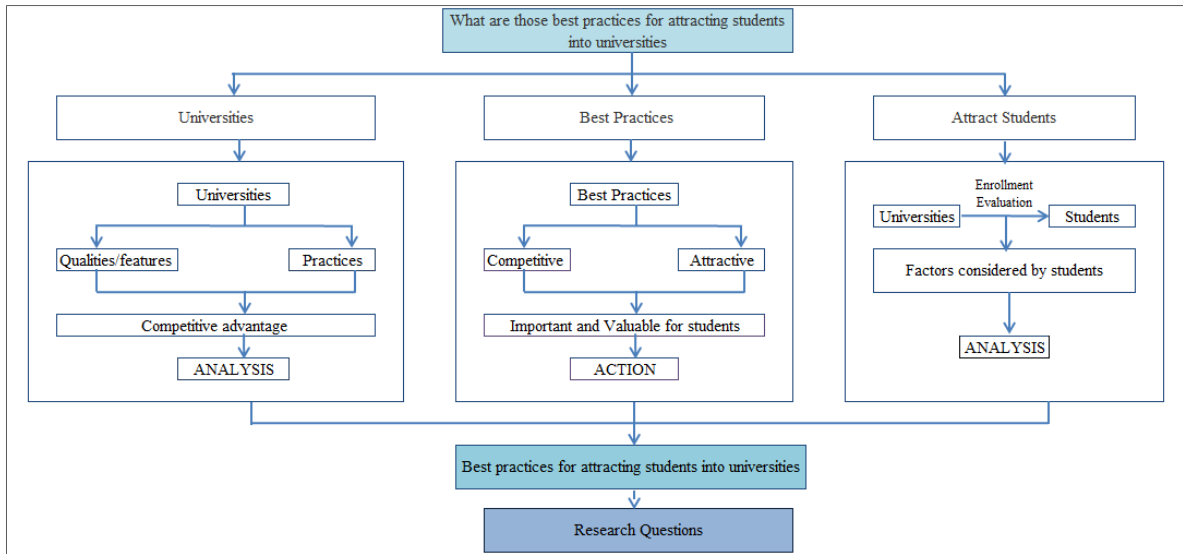 What are those best practices for attracting students
into universities
Universities
Best Practices
Attract Students
Universities
Qualities/features
Practices
Competitive advantage
ANALYSIS
Best Practices
Competitive
Attractive
Important and Valuable for students
ACTION
Enrollment
Evaluation
Universities
Students
Factors considered by students
ANALYSIS
Best practices for attracting students into universities
Research Questions